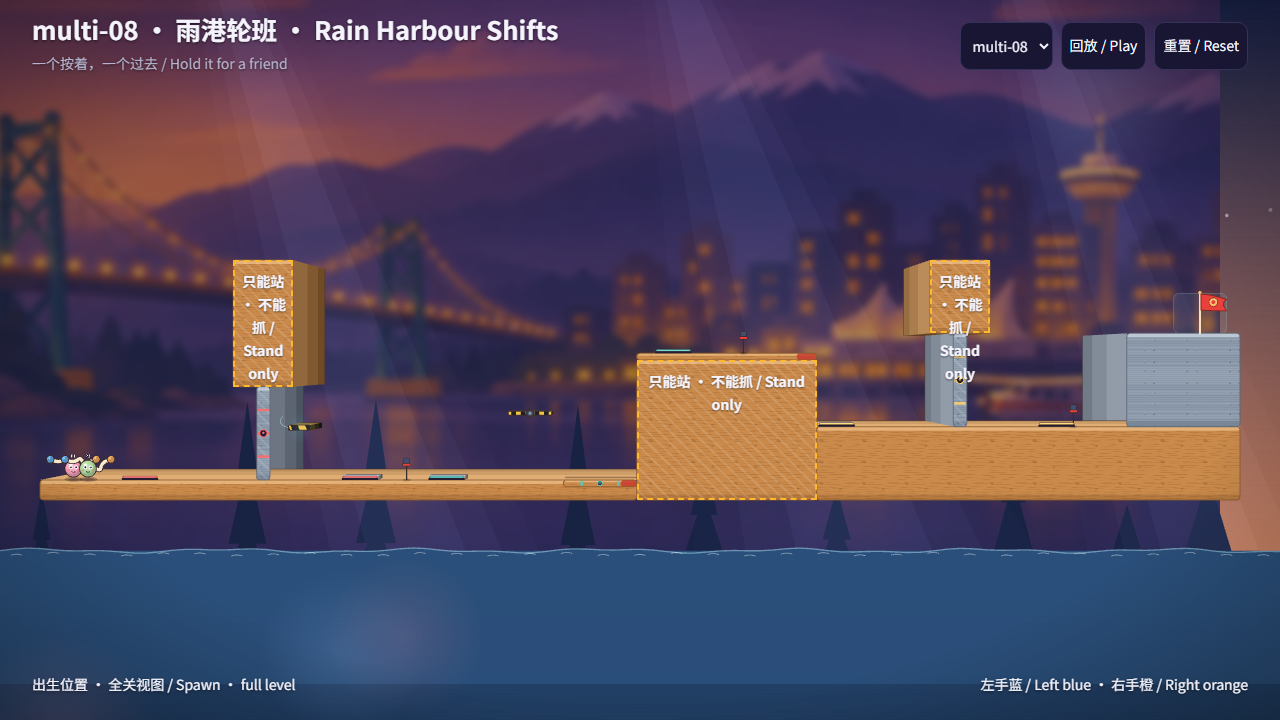 multi-08 · 雨港轮班 · Rain Harbour Shifts
一个按着，一个过去 / Hold it for a friend
multi-08
回放 / Play
重置 / Reset
只能站
· 不能
抓 /
Stand
only
只能站 · 不能抓 / Stand
only
只能站
· 不能
抓 /
Stand
only
出生位置 · 全关视图 / Spawn · full level
左手蓝 / Left blue · 右手橙 / Right orange